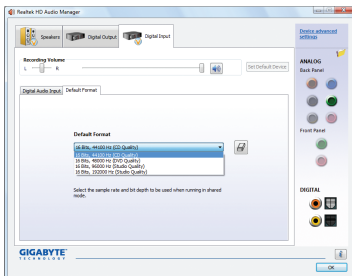 Realtek HD Audio Manager
Speakers
Digital Output
Digital Input
Device advanced settings
Recording Volume
L
R
Set Default Device
ANALOG
Back Panel
Digital Audio Input
Default Format
Default Format
16 Bits, 44100 Hz (CD Quality)
16 Bits, 44100 Hz (CD Quality)
16 Bits, 48000 Hz (DVD Quality)
16 Bits, 96000 Hz (Studio Quality)
16 Bits, 192000 Hz (Studio Quality)
Front Panel
Select the sample rate and bit depth to be used when running in shared
mode.
DIGITAL
GIGABYTE™
TECHNOLOGY
OK